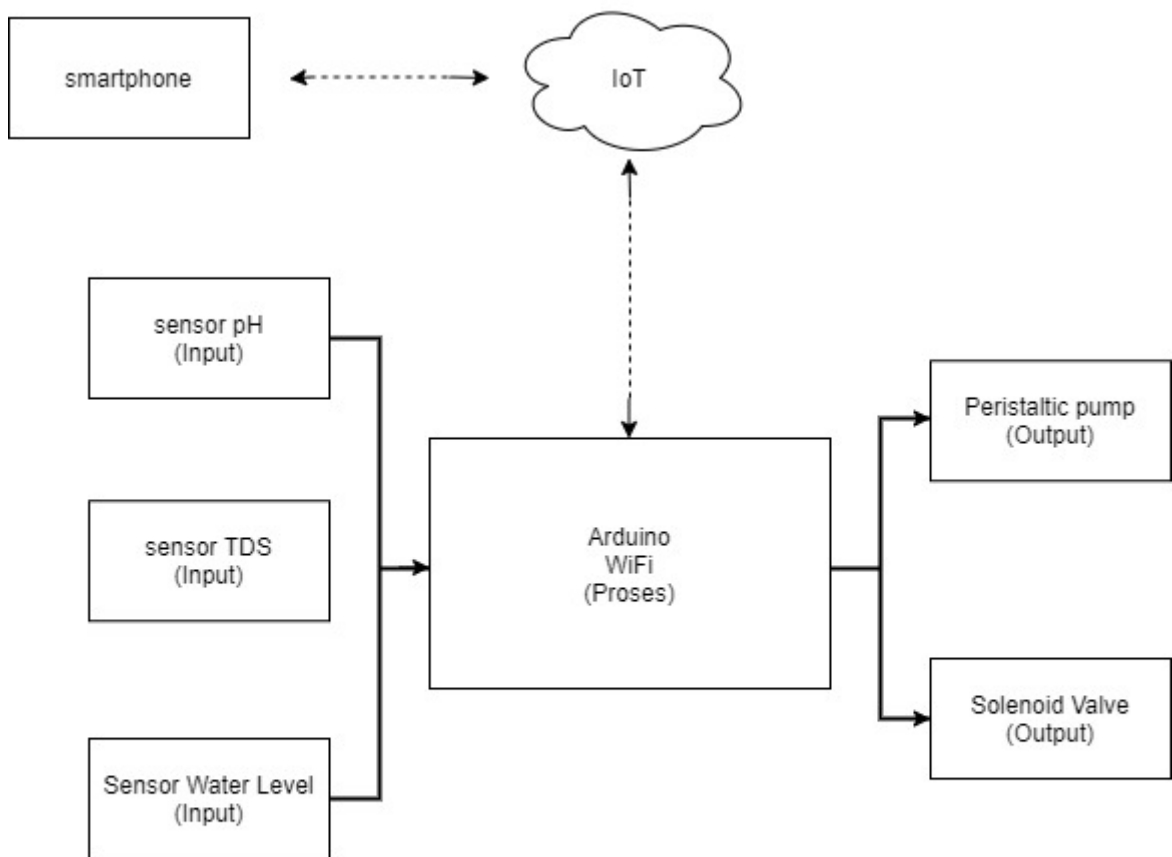 smartphone
IoT
sensor pH
(Input)
sensor TDS
(Input)
Sensor Water Level
(Input)
Arduino
WiFi
(Proses)
Peristaltic pump
(Output)
Solenoid Valve
(Output)